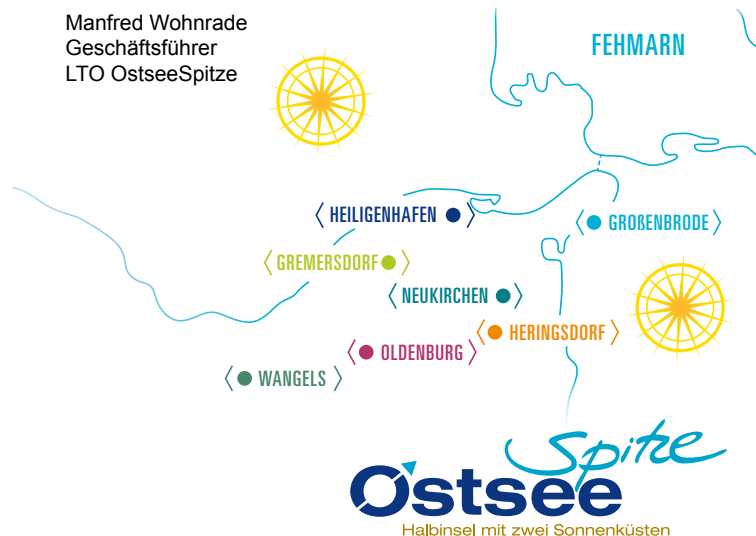 Manfred Wohnrade
Geschäftsführer
LTO OstseeSpitze
FEHMARN
HEILIGENHAFEN
GROßENBRODE
GREMERSDORF
NEUKIRCHEN
HERINGSDORF
OLDENBURG
WANGELS
Spitze
Ostsee
Halbinsel mit zwei Sonnenküsten